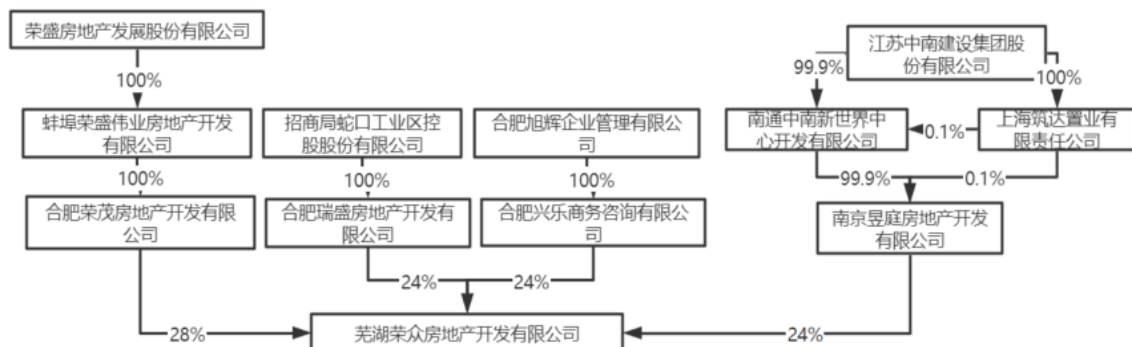 荣盛房地产发展股份有限公司
江苏中南建设集团股
份有限公司
100%
99.9%
100%
蚌埠荣盛伟业房地产开发
有限公司
招商局蛇口工业区控
股股份有限公司
合肥旭辉企业管理有限公
司
南通中南新世界中
心开发有限公司
0.1%
上海筑达置业有
限责任公司
100%
100%
100%
99.9%
0.1%
合肥荣茂房地产开发有限
公司
合肥瑞盛房地产开发有
限公司
合肥兴乐商务咨询有限公
司
南京昱庭房地产开发
有限公司
24%
24%
28%
芜湖荣众房地产开发有限公司
24%